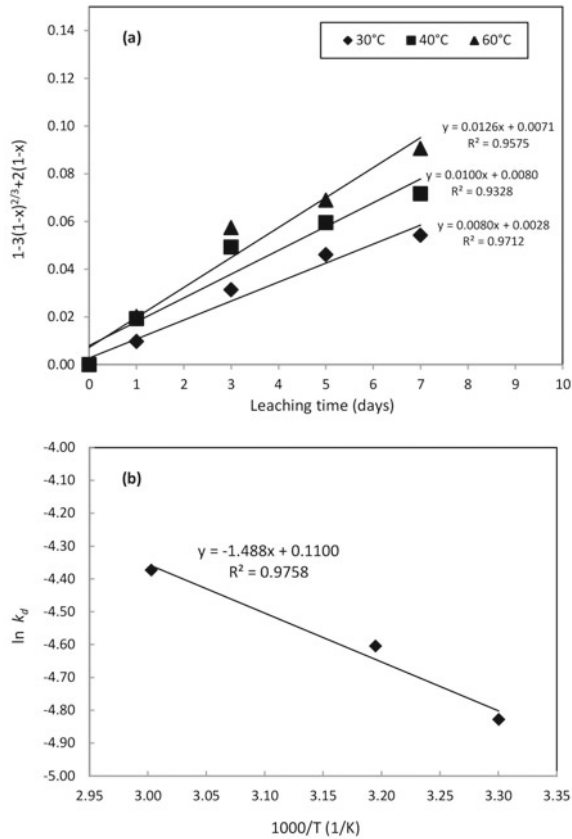 0.14
0.12
0.10
0.08
0.06
0.04
0.02
0.00
1-3(1-x)^{2/3}+2(1-x)
(a)
30°C 40°C 60°C
y = 0.0126x + 0.0071
R² = 0.9575
y = 0.0100x + 0.0080
R² = 0.9328
y = 0.0080x + 0.0028
R² = 0.9712
0 1 2 3 4 5 6 7 8 9 10
Leaching time (days)
-4.00
-4.10
-4.20
-4.30
-4.40
-4.50
-4.60
-4.70
-4.80
-4.90
-5.00
ln k_d
(b)
y = -1.488x + 0.1100
R² = 0.9758
2.95 3.00 3.05 3.10 3.15 3.20 3.25 3.30 3.35
1000/T (1/K)